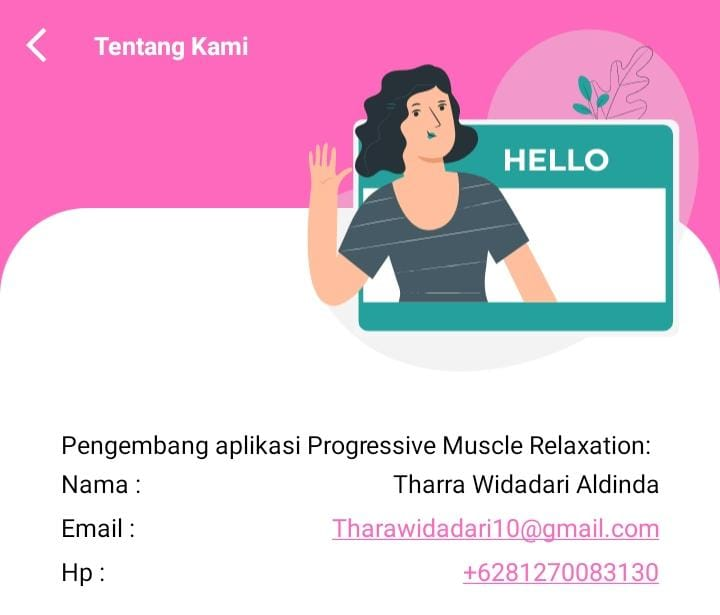 Tentang Kami
HELLO
Pengembang aplikasi Progressive Muscle Relaxation:
Nama : Tharra Widadari Aldinda
Email : Tharawidadari10@gmail.com
Hp : +6281270083130